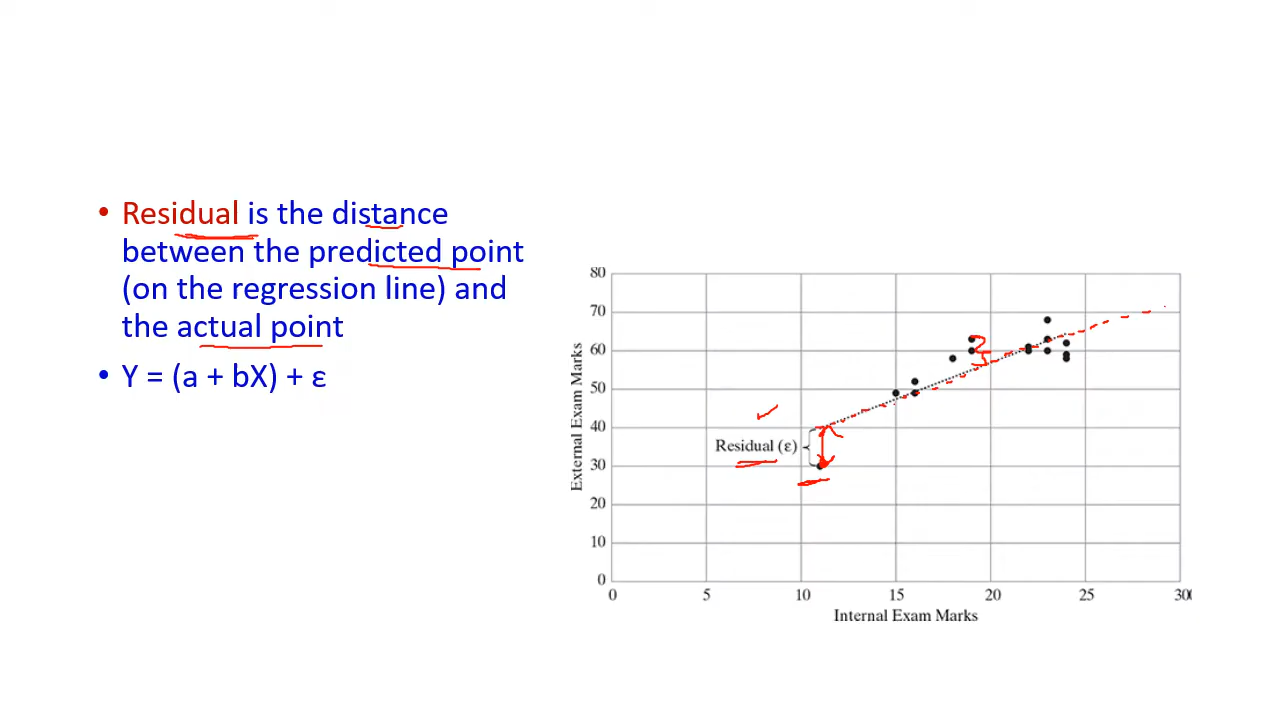 • Residual is the distance
between the predicted point
(on the regression line) and
the actual point
• Y = (a + bX) + ε
80
70
60
50
40
30
20
10
0
External Exam Marks
Residual (ε)
0 5 10 15 20 25 300
Internal Exam Marks